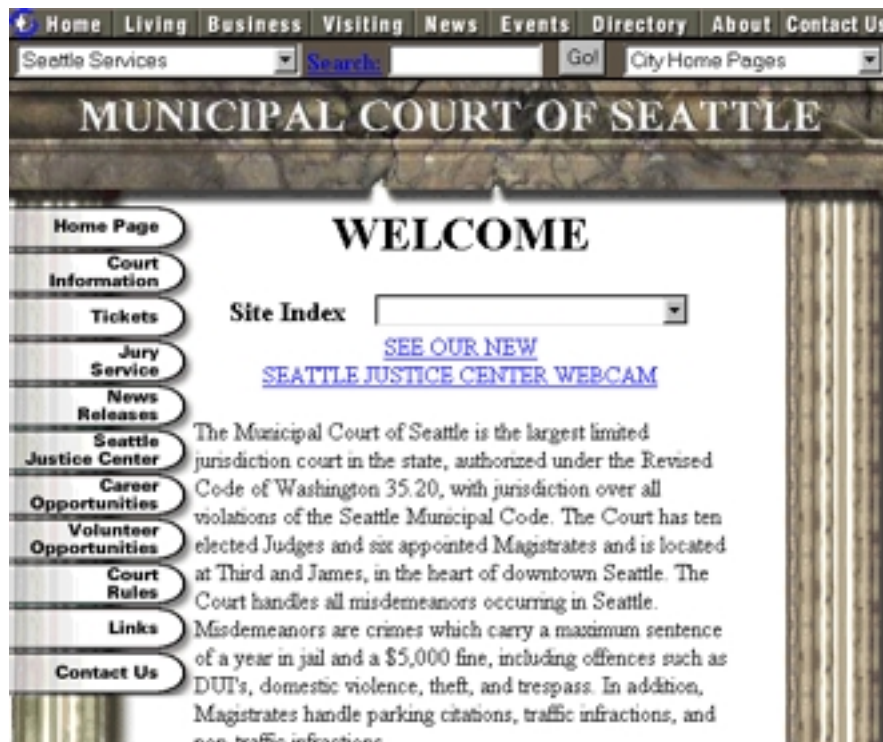 Home Living Business Visiting News Events Directory About Contact Us
Seattle Services Search: Go! City Home Pages
MUNICIPAL COURT OF SEATTLE
Home Page
Court
Information
Tickets
Jury
Service
News
Releases
Seattle
Justice Center
Career
Opportunities
Volunteer
Opportunities
Court
Rules
Links
Contact Us
WELCOME
Site Index
SEE OUR NEW
SEATTLE JUSTICE CENTER WEBCAM
The Municipal Court of Seattle is the largest limited
jurisdiction court in the state, authorized under the Revised
Code of Washington 35.20, with jurisdiction over all
violations of the Seattle Municipal Code. The Court has ten
elected Judges and six appointed Magistrates and is located
at Third and James, in the heart of downtown Seattle. The
Court handles all misdemeanors occurring in Seattle.
Misdemeanors are crimes which carry a maximum sentence
of a year in jail and a $5,000 fine, including offences such as
DUI's, domestic violence, theft, and trespass. In addition,
Magistrates handle parking citations, traffic infractions, and
non-traffic infractions